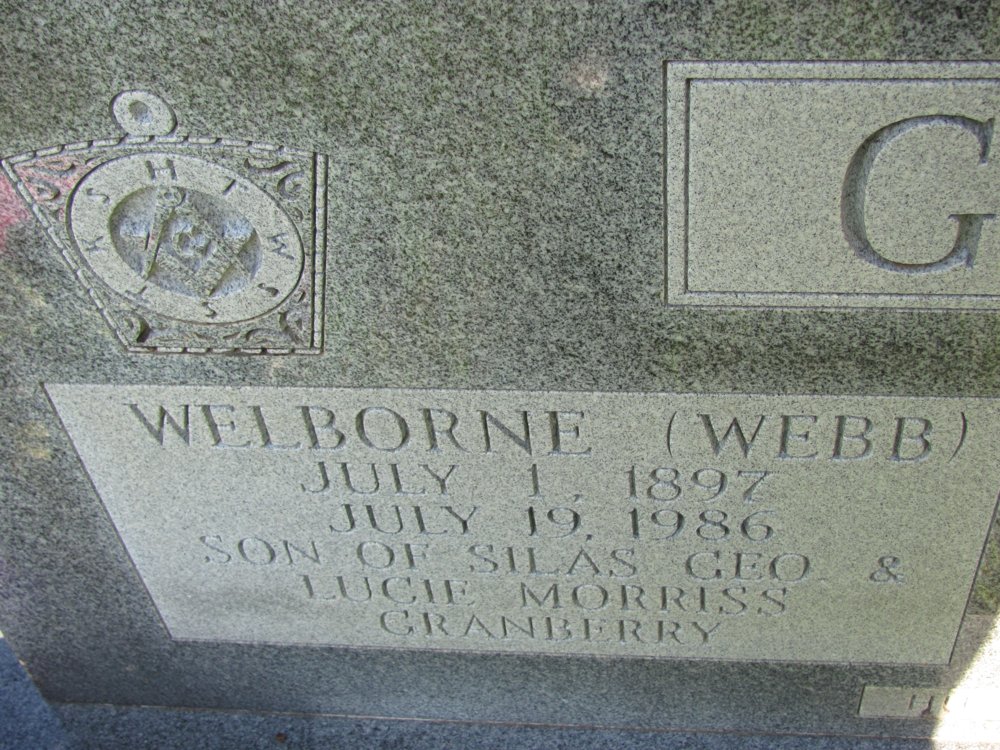 H T W S S T K S
G
WELBORNE (WEBB)
JULY 1, 1897
JULY 19, 1986
SON OF SILAS GEO. &
LUCIE MORRISS
GRANBERRY